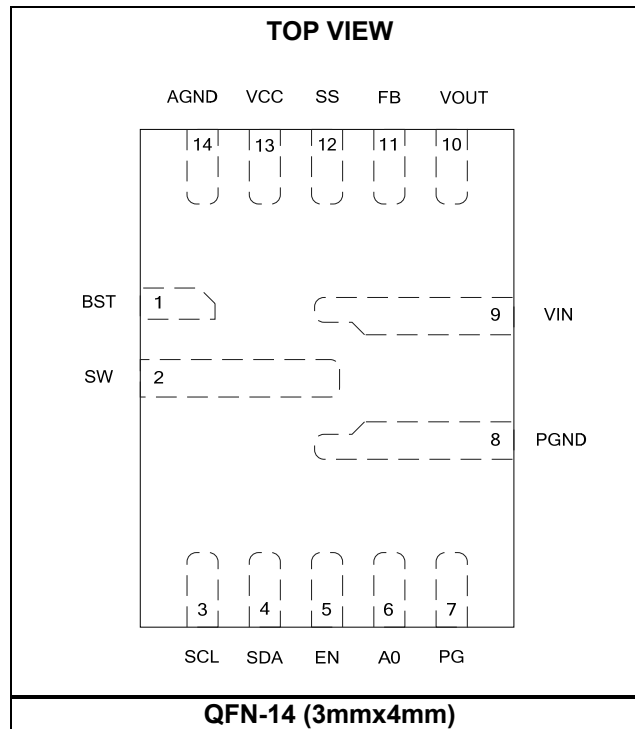 TOP VIEW
AGND VCC SS FB VOUT
14 13 12 11 10
BST 1 9 VIN
SW 2
8 PGND
3 4 5 6 7
SCL SDA EN A0 PG
QFN-14 (3mmx4mm)